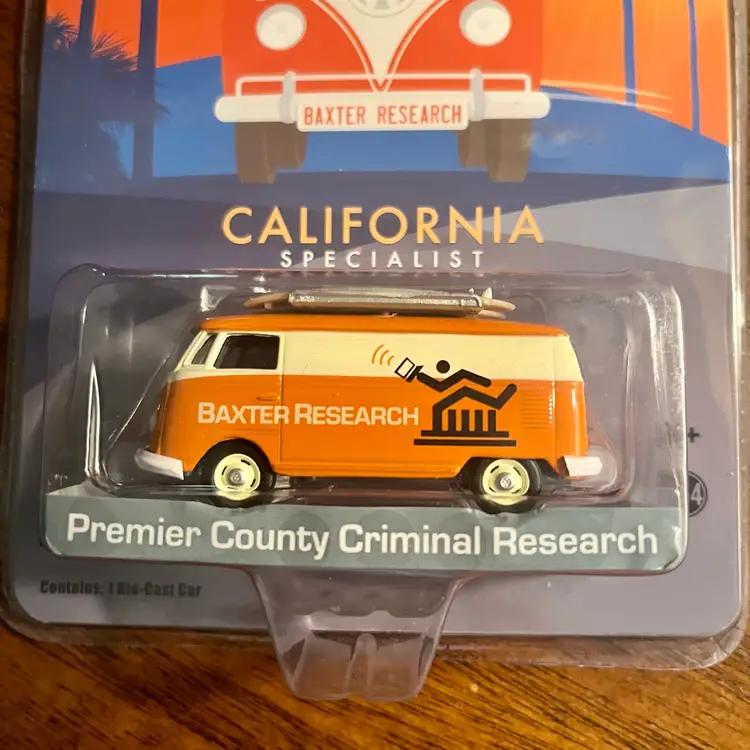 BAXTER RESEARCH
CALIFORNIA
SPECIALIST
BAXTER RESEARCH
Premier County Criminal Research
Contains: 1 Die-Cast Car